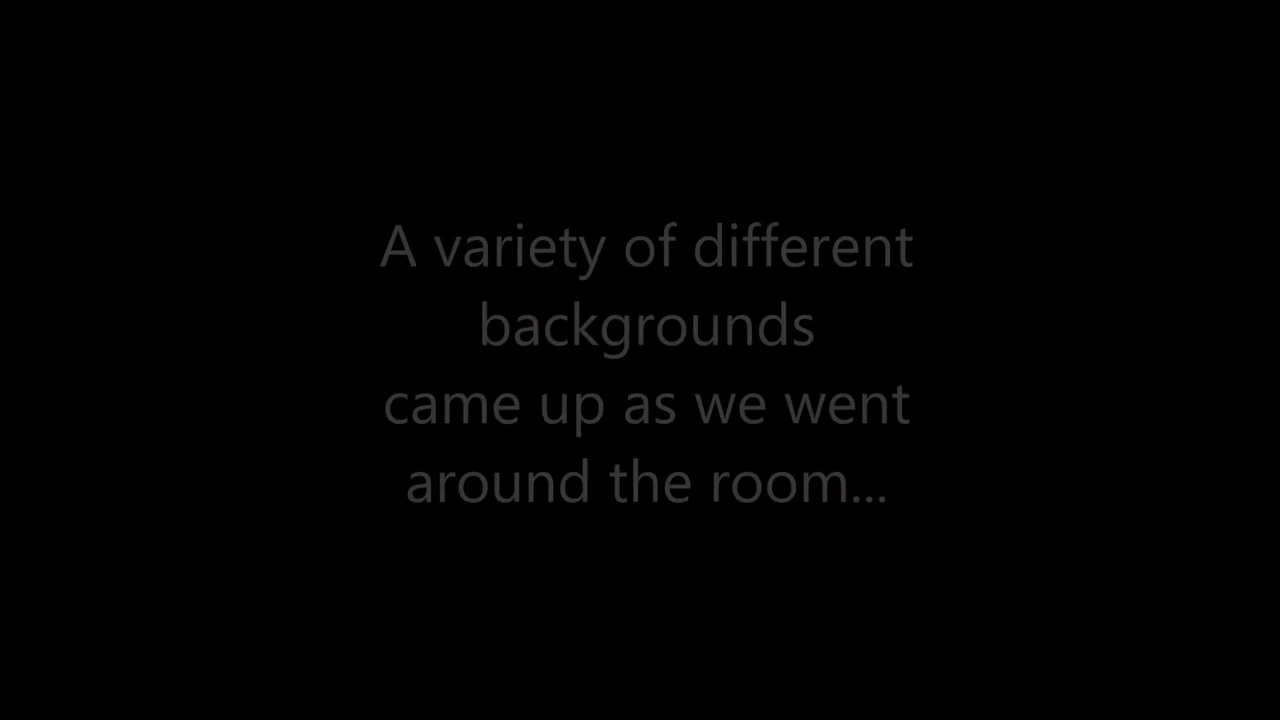 A variety of different
backgrounds
came up as we went
around the room...